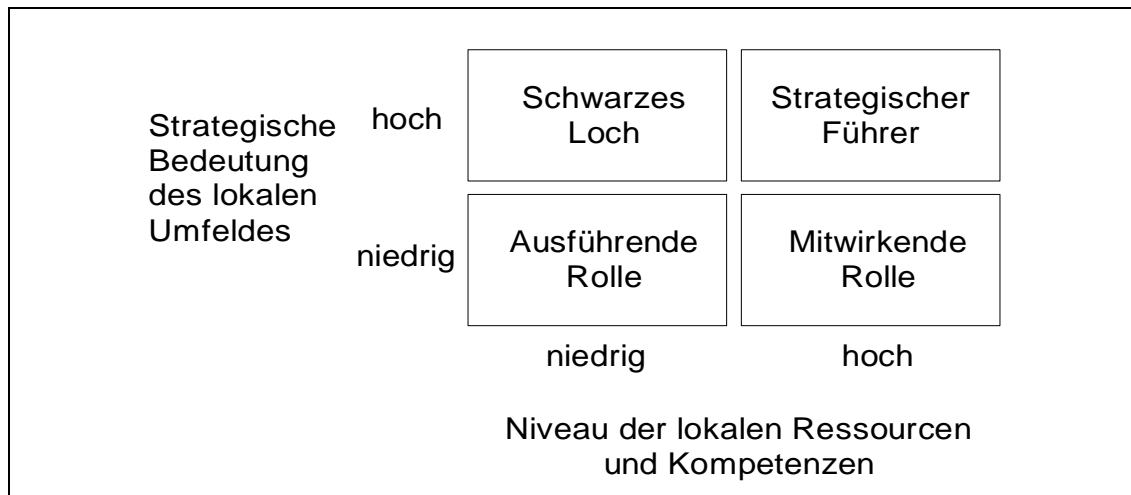 Strategische
Bedeutung
des lokalen
Umfeldes
hoch
Schwarzes
Loch
Strategischer
Führer
niedrig
Ausführende
Rolle
Mitwirkende
Rolle
niedrig
hoch
Niveau der lokalen Ressourcen
und Kompetenzen